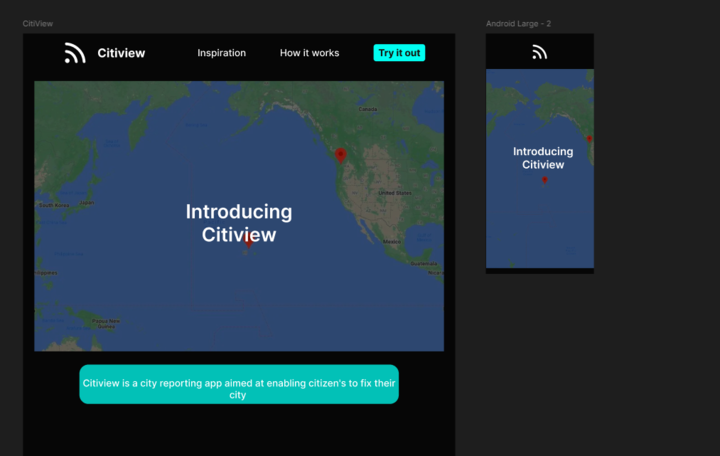 CitiView
Android Large - 2
Citiview
Inspiration
How it works
Try it out
Canada
United States
Mexico
Guatemala
South Korea
Japan
Papua New
Guinea
Introducing
Citiview
Citiview is a city reporting app aimed at enabling citizen's to fix their
city
Introducing
Citiview